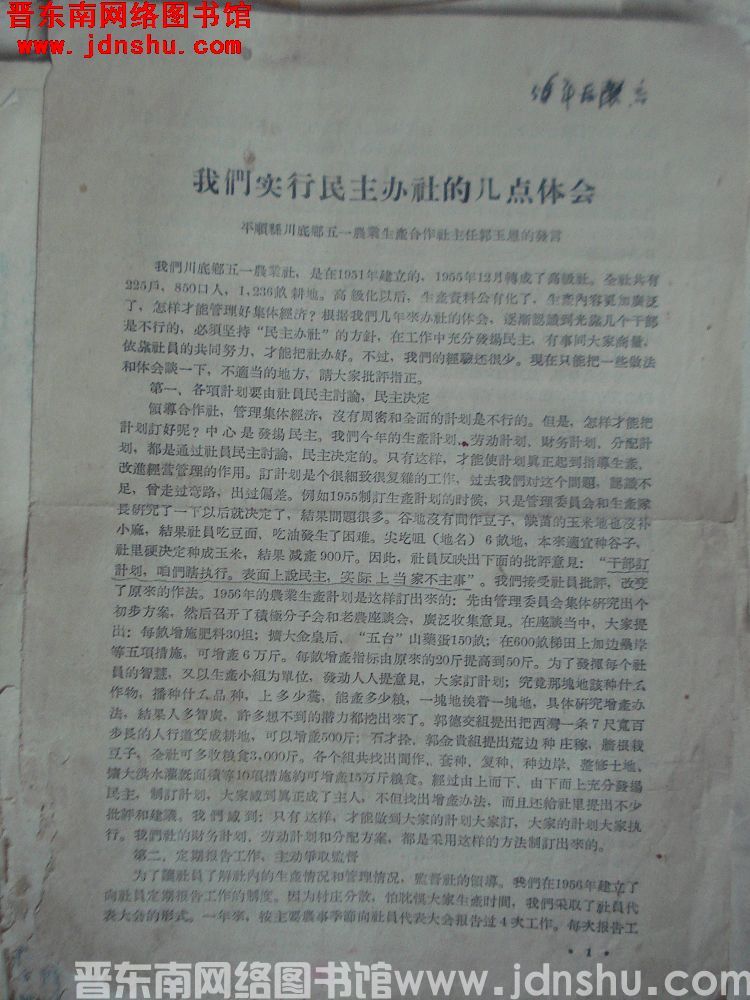 晋东南网络图书馆
www.jdnshu.com
我們实行民主办社的几点体会
平順縣川底鄉五一農業生產合作社主任郭玉恩的發言
我們川底鄉五一農業社，是在1951年建立的，1955年12月轉成了高級社。全社共有
225戶，850口人，1,236畝耕地。高級化以后，生產資料公有化了，生產內容更加廣泛
了，怎样才能管理好集体經济？根据我們几年來办社的体会，逐渐認識到光靠几个干部
是不行的，必須坚持“民主办社”的方針，在工作中充分發揚民主，有事同大家商量，
依靠社員的共同努力，才能把社办好。不过，我們的經驗还很少。現在只能把一些做法
和体会談一下，不適当的地方，請大家批評指正。
第一、各項計划要由社員民主討論，民主决定
領導合作社，管理集体經济，沒有周密和全面的計划是不行的。但是，怎样才能把
計划訂好呢？中心是發揚民主。我們今年的生產計划、劳动計划、財务計划、分配計
划，都是通过社員民主討論，民主决定的。只有这样，才能使計划真正起到指導生產，
改進經营管理的作用。訂計划是个很細致很复雜的工作，过去我們对这个問題，認識不
足，曾走过弯路，出过偏差。例如1955制訂生產計划的时候，只是管理委員会和生產隊
長研究了一下以后就决定了，結果問題很多。谷地沒有間作豆子，缺苗的玉米地也沒补
小蔴，結果社員吃豆面、吃油發生了困难。尖圪咀（地名）6畝地，本來適宜种谷子，
社里硬决定种成玉米，結果减產900斤。因此，社員反映出下面的批評意見：“干部訂
計划，咱們瞎执行。表面上說民主，实际上当家不主事”。我們接受社員批評，改变
了原來的作法。1956年的農業生產計划是这样訂出來的：先由管理委員会集体研究出个
初步方案，然后召开了積極分子会和老農座談会，廣泛收集意見。在座談当中，大家提
出：每畝增施肥料30担；擴大金皇后、“五台”山藥蛋150畝；在600畝梯田上加边壘岸
等五項措施，可增產6万斤。每畝增產指标由原來的20斤提高到50斤。为了發揮每个社
員的智慧，又以生產小組为單位，發动人人提意見，大家訂計划；究竟那塊地該种什么
作物，播种什么品种，上多少粪，能產多少粮，一塊地挨着一塊地，具体研究增產办
法，結果人多智廣，許多想不到的潛力都挖出來了。郭德文組提出把西灣一条7尺寬百
步長的人行道变成耕地，可以增產500斤；石才拴、郭金貴組提出荒边种庄稼，塄根栽
豆子，全社可多收粮食3,000斤。各个組共找出間作、套种、复种、种边岸、整修土地、
擴大洪水灌溉面積等10項措施約可增產15万斤粮食。經过由上而下、由下而上充分發揚
民主，制訂計划，大家感到真正成了主人，不但找出增產办法，而且还給社里提出不少
批評和建議。我們感到：只有这样，才能做到大家的計划大家訂，大家的計划大家执
行。我們社的財务計划、劳动計划和分配方案，都是采用这样的方法制訂出來的。
第二、定期报告工作、主动爭取監督
为了讓社員了解社內的生產情况和管理情况，監督社的領導。我們在1956年建立了
向社員定期报告工作的制度。因为村庄分散，怕眈悮大家生產时間，我們采取了社員代
表大会的形式。一年來，按主要農事季節向社員代表大会报告过4次工作。每次报告工
·1·
晋东南网络图书馆 www.jdnshu.com